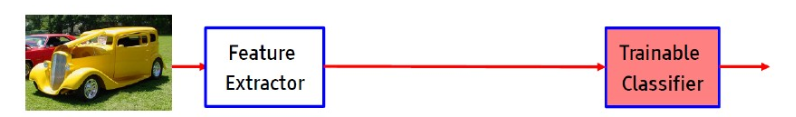 Feature
Extractor
Trainable
Classifier